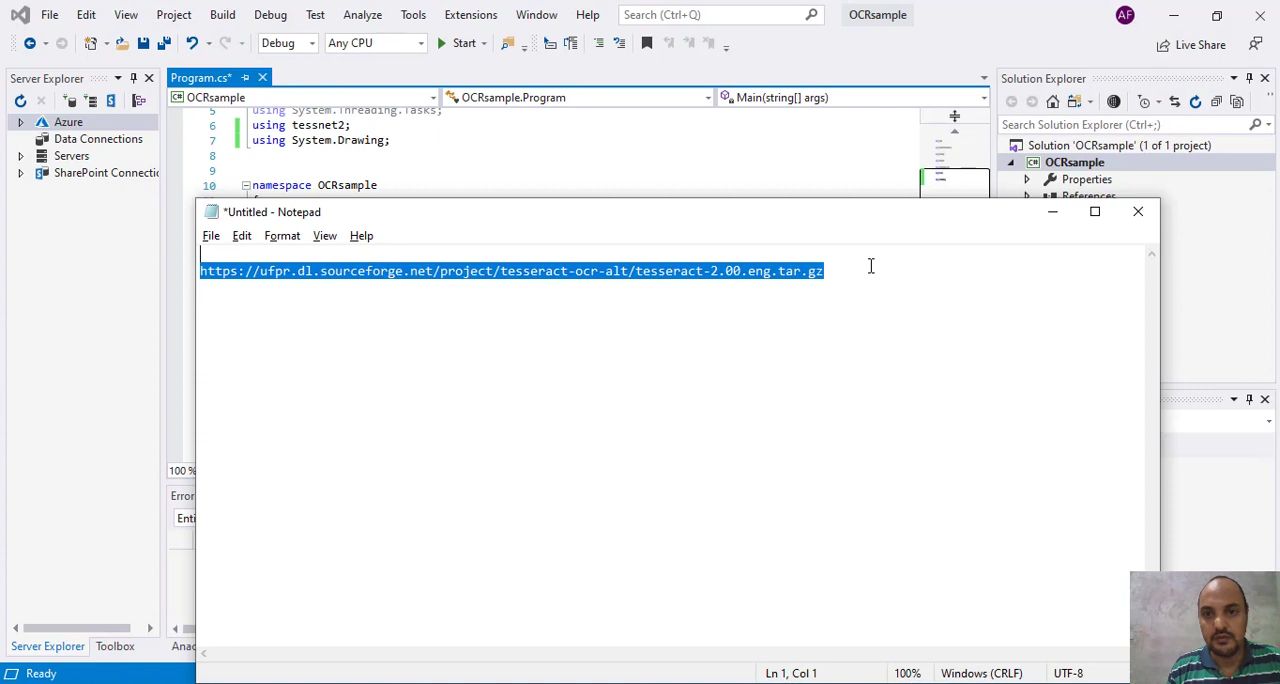 File Edit View Project Build Debug Test Analyze Tools Extensions Window Help Search (Ctrl+Q) OCRsample AF
Debug Any CPU Start Live Share
Server Explorer
Azure
Data Connections
Servers
SharePoint Connectio
Server Explorer Toolbox
Program.cs*
OCRsample OCRsample.Program Main(string[] args)
5 using System.Threading.Tasks;
6 using tessnet2;
7 using System.Drawing;
8
9
10 namespace OCRsample
100 %
Error
Enti
Solution Explorer
Search Solution Explorer (Ctrl+;)
Solution 'OCRsample' (1 of 1 project)
OCRsample
Properties
References
*Untitled - Notepad
File Edit Format View Help
https://ufpr.dl.sourceforge.net/project/tesseract-ocr-alt/tesseract-2.00.eng.tar.gz
Ln 1, Col 1 100% Windows (CRLF) UTF-8
Ready